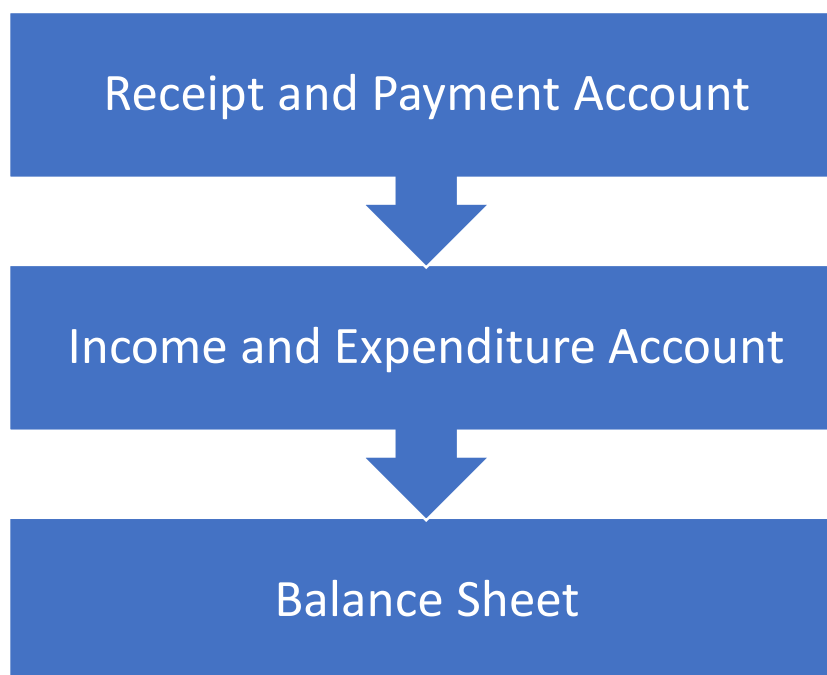 Receipt and Payment Account
Income and Expenditure Account
Balance Sheet